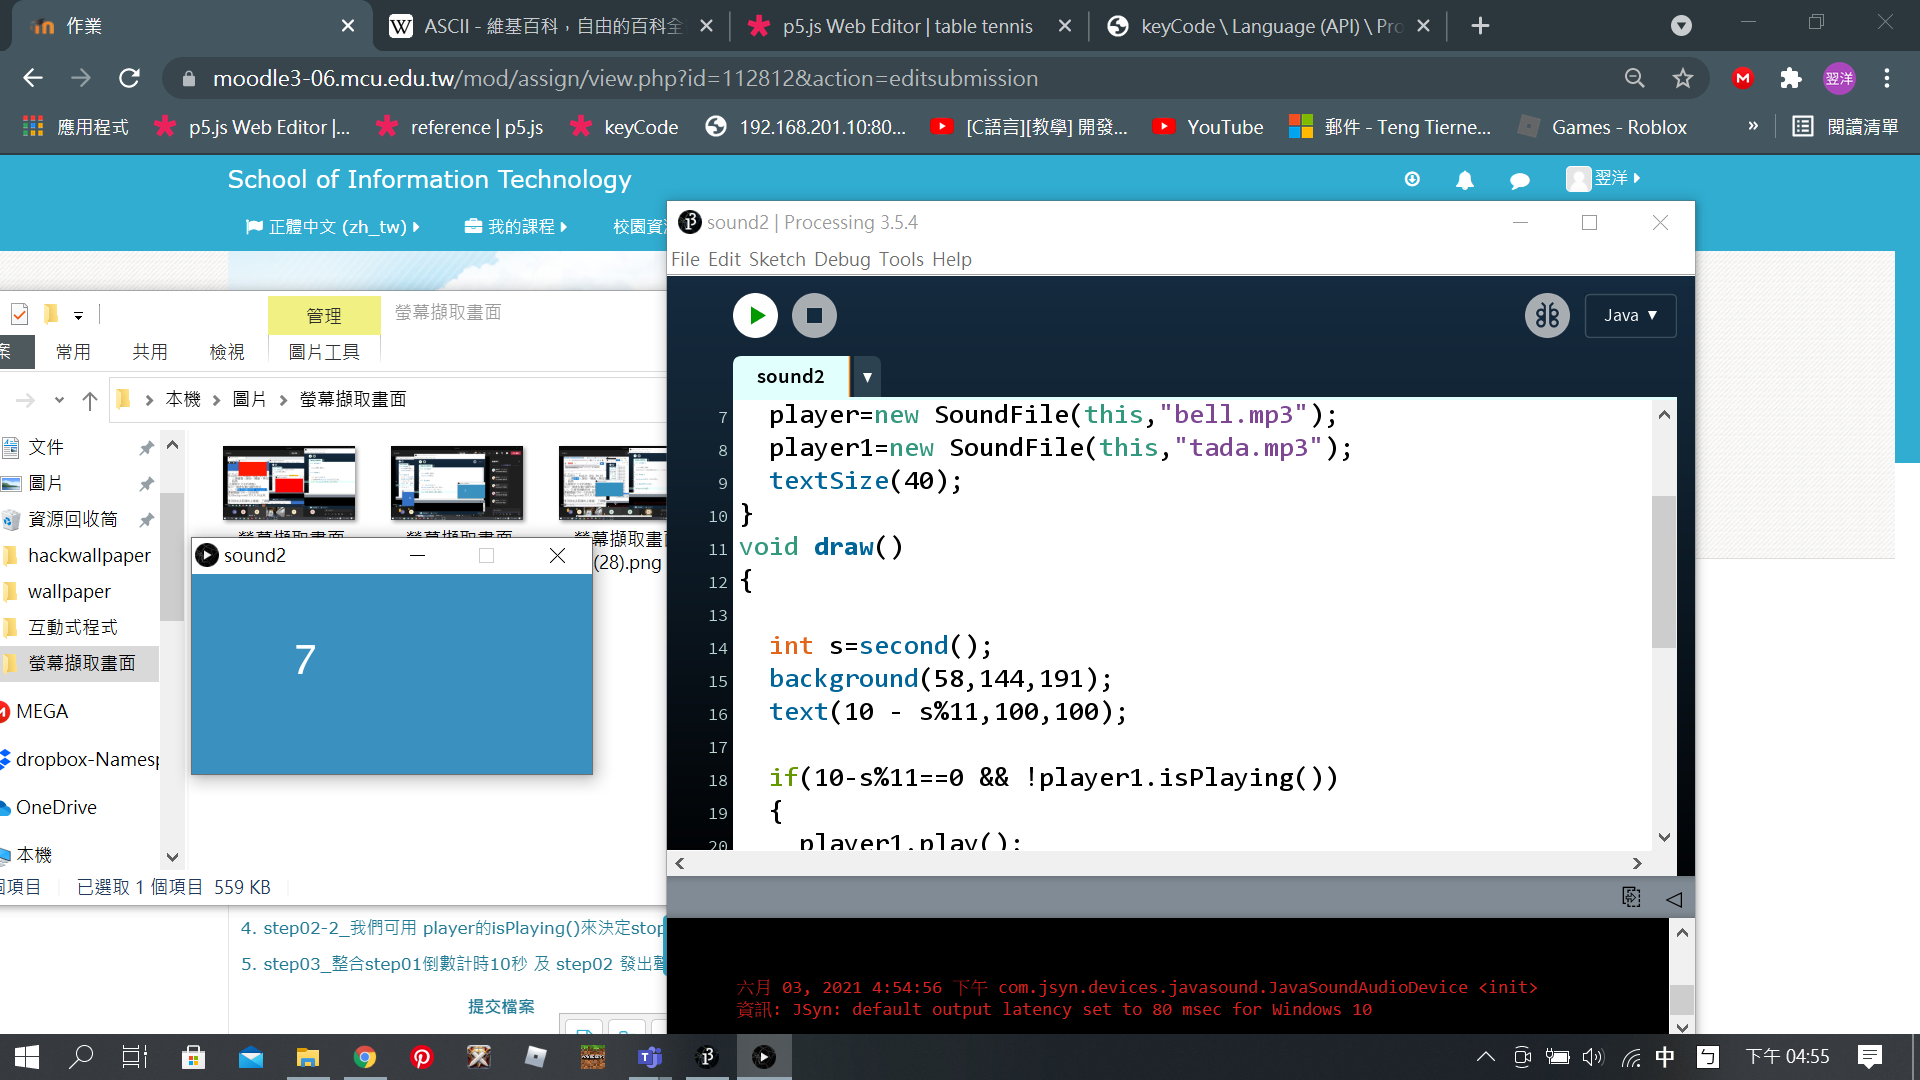 作業
ASCII - 維基百科，自由的百科全
p5.js Web Editor | table tennis
keyCode \ Language (API) \ Pro
moodle3-06.mcu.edu.tw/mod/assign/view.php?id=112812&action=editsubmission
翌洋
應用程式
p5.js Web Editor |...
reference | p5.js
keyCode
192.168.201.10:80...
[C語言][教學] 開發...
YouTube
郵件 - Teng Tierne...
Games - Roblox
»
閱讀清單
School of Information Technology
翌洋
正體中文 (zh_tw)
我的課程
校園資
sound2 | Processing 3.5.4
File Edit Sketch Debug Tools Help
Java
sound2
7 player=new SoundFile(this,"bell.mp3");
8 player1=new SoundFile(this,"tada.mp3");
9 textSize(40);
10 }
11 void draw()
12 {
13
14 int s=second();
15 background(58,144,191);
16 text(10 - s%11,100,100);
17
18 if(10-s%11==0 && !player1.isPlaying())
19 {
20 player1.play();
六月 03, 2021 4:54:56 下午 com.jsyn.devices.javasound.JavaSoundAudioDevice <init>
資訊: JSyn: default output latency set to 80 msec for Windows 10
管理
螢幕擷取畫面
案
常用
共用
檢視
圖片工具
本機
圖片
螢幕擷取畫面
文件
圖片
資源回收筒
hackwallpaper
wallpaper
互動式程式
螢幕擷取畫面
MEGA
dropbox-Namesp
OneDrive
本機
螢幕擷取畫面
螢幕擷取畫面
螢幕擷取畫面
(28).png
sound2
7
個項目
已選取 1 個項目 559 KB
4. step02-2_我們可用 player的isPlaying()來決定stop
5. step03_整合step01倒數計時10秒 及 step02 發出聲
提交檔案
中
ㄅ
下午 04:55